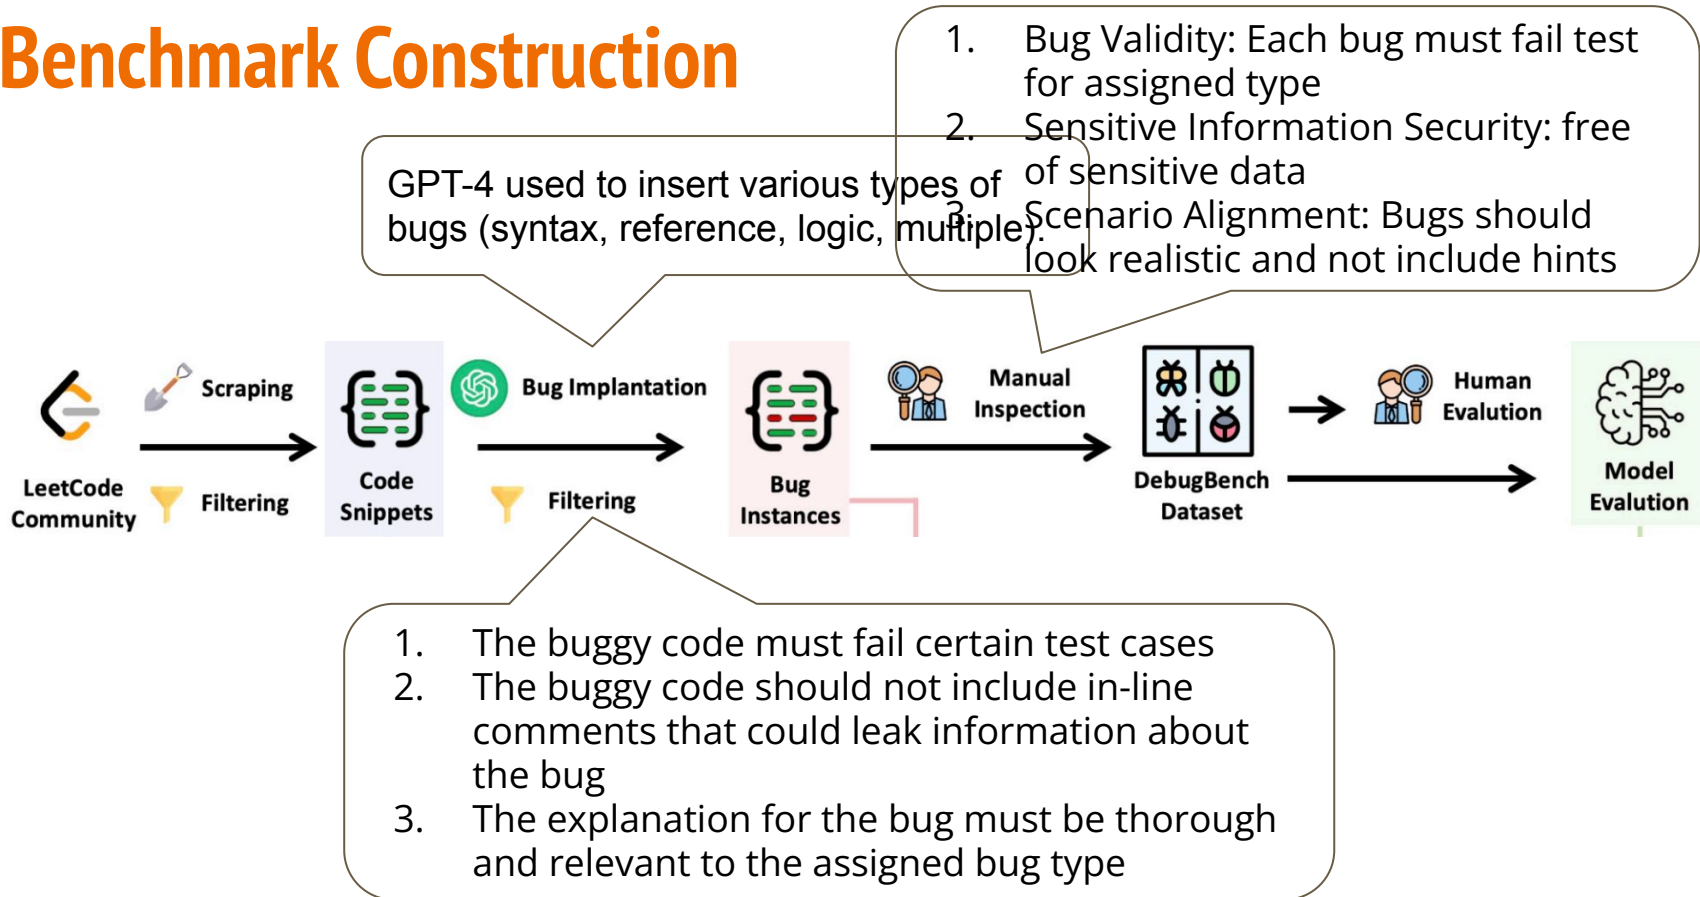 Benchmark Construction
1. Bug Validity: Each bug must fail test
for assigned type
2. Sensitive Information Security: free
of sensitive data
3. Scenario Alignment: Bugs should
look realistic and not include hints
GPT-4 used to insert various types of
bugs (syntax, reference, logic, multiple).
LeetCode
Community
Scraping
Filtering
Code
Snippets
Bug Implantation
Filtering
Bug
Instances
Manual
Inspection
DebugBench
Dataset
Human
Evalution
Model
Evalution
1. The buggy code must fail certain test cases
2. The buggy code should not include in-line
comments that could leak information about
the bug
3. The explanation for the bug must be thorough
and relevant to the assigned bug type